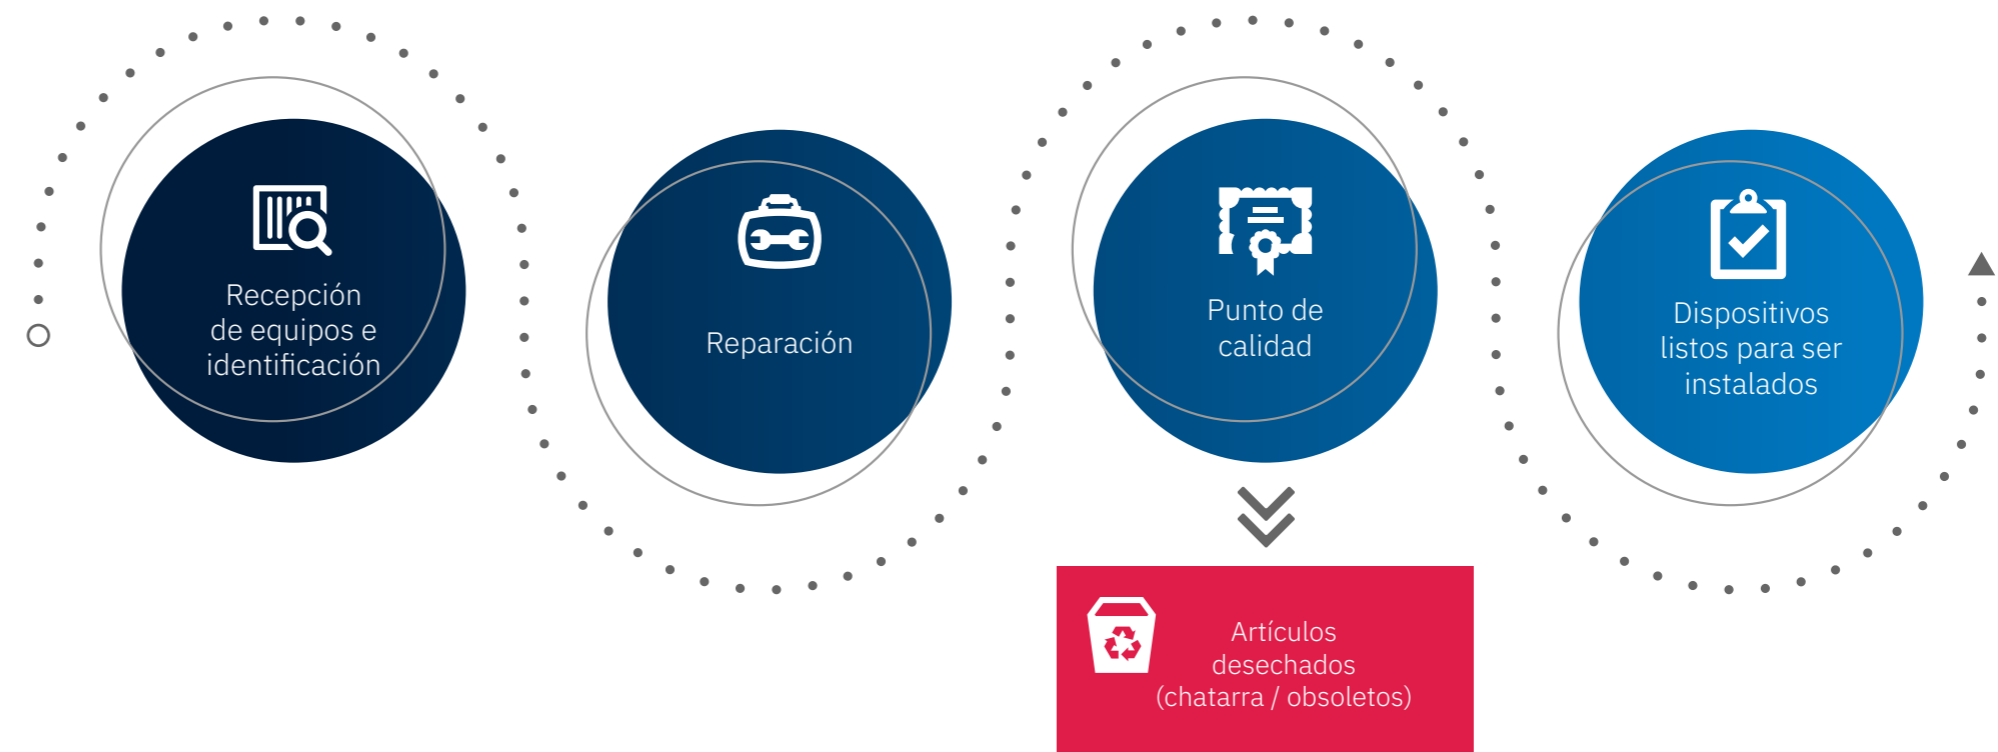 Recepción
de equipos e
identificación
Reparación
Punto de
calidad
Dispositivos
listos para ser
instalados
Artículos
desechados
(chatarra / obsoletos)